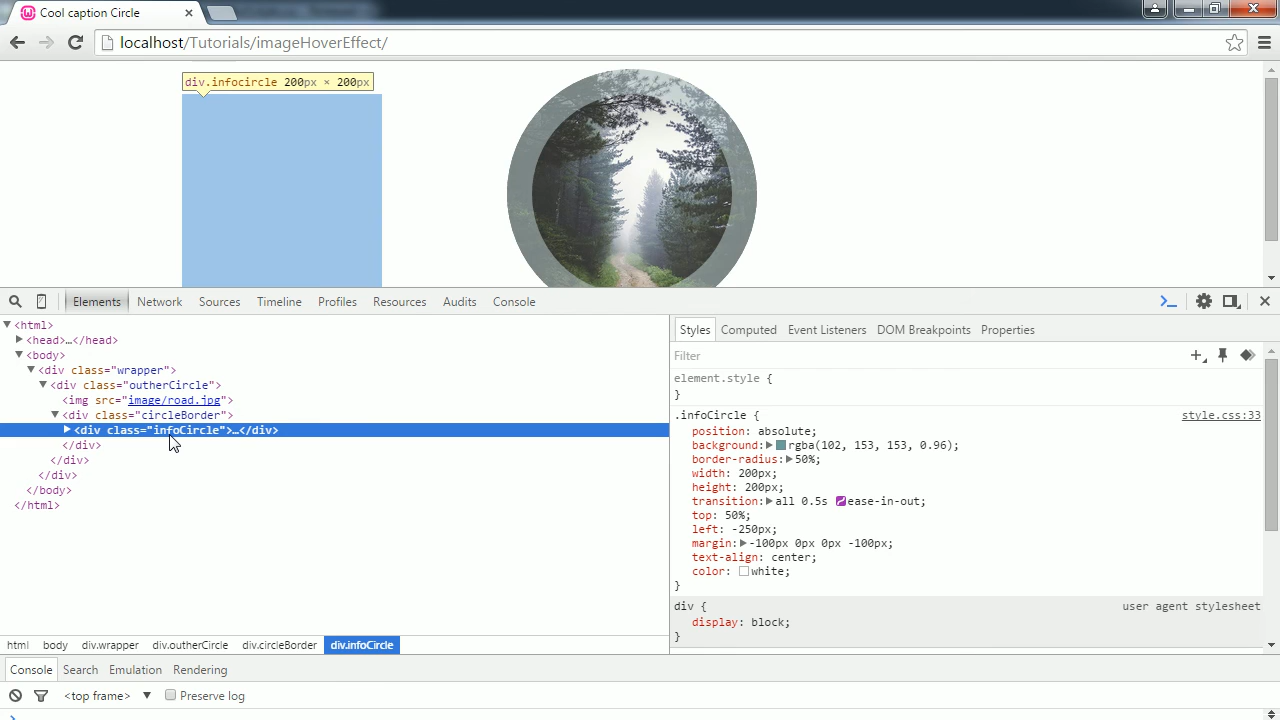 Cool caption Circle
localhost/Tutorials/imageHoverEffect/
div.infocircle 200px × 200px
Elements Network Sources Timeline Profiles Resources Audits Console
<html>
<head>…</head>
<body>
<div class="wrapper">
<div class="outherCircle">
<img src="image/road.jpg">
<div class="circleBorder">
<div class="infoCircle">…</div>
</div>
</div>
</div>
</body>
</html>
html body div.wrapper div.outherCircle div.circleBorder div.infoCircle
Styles Computed Event Listeners DOM Breakpoints Properties
Filter
element.style {
}
.infoCircle { style.css:33
position: absolute;
background: rgba(102, 153, 153, 0.96);
border-radius: 50%;
width: 200px;
height: 200px;
transition: all 0.5s ease-in-out;
top: 50%;
left: -250px;
margin: -100px 0px 0px -100px;
text-align: center;
color: white;
}
div { user agent stylesheet
display: block;
}
Console Search Emulation Rendering
<top frame> Preserve log